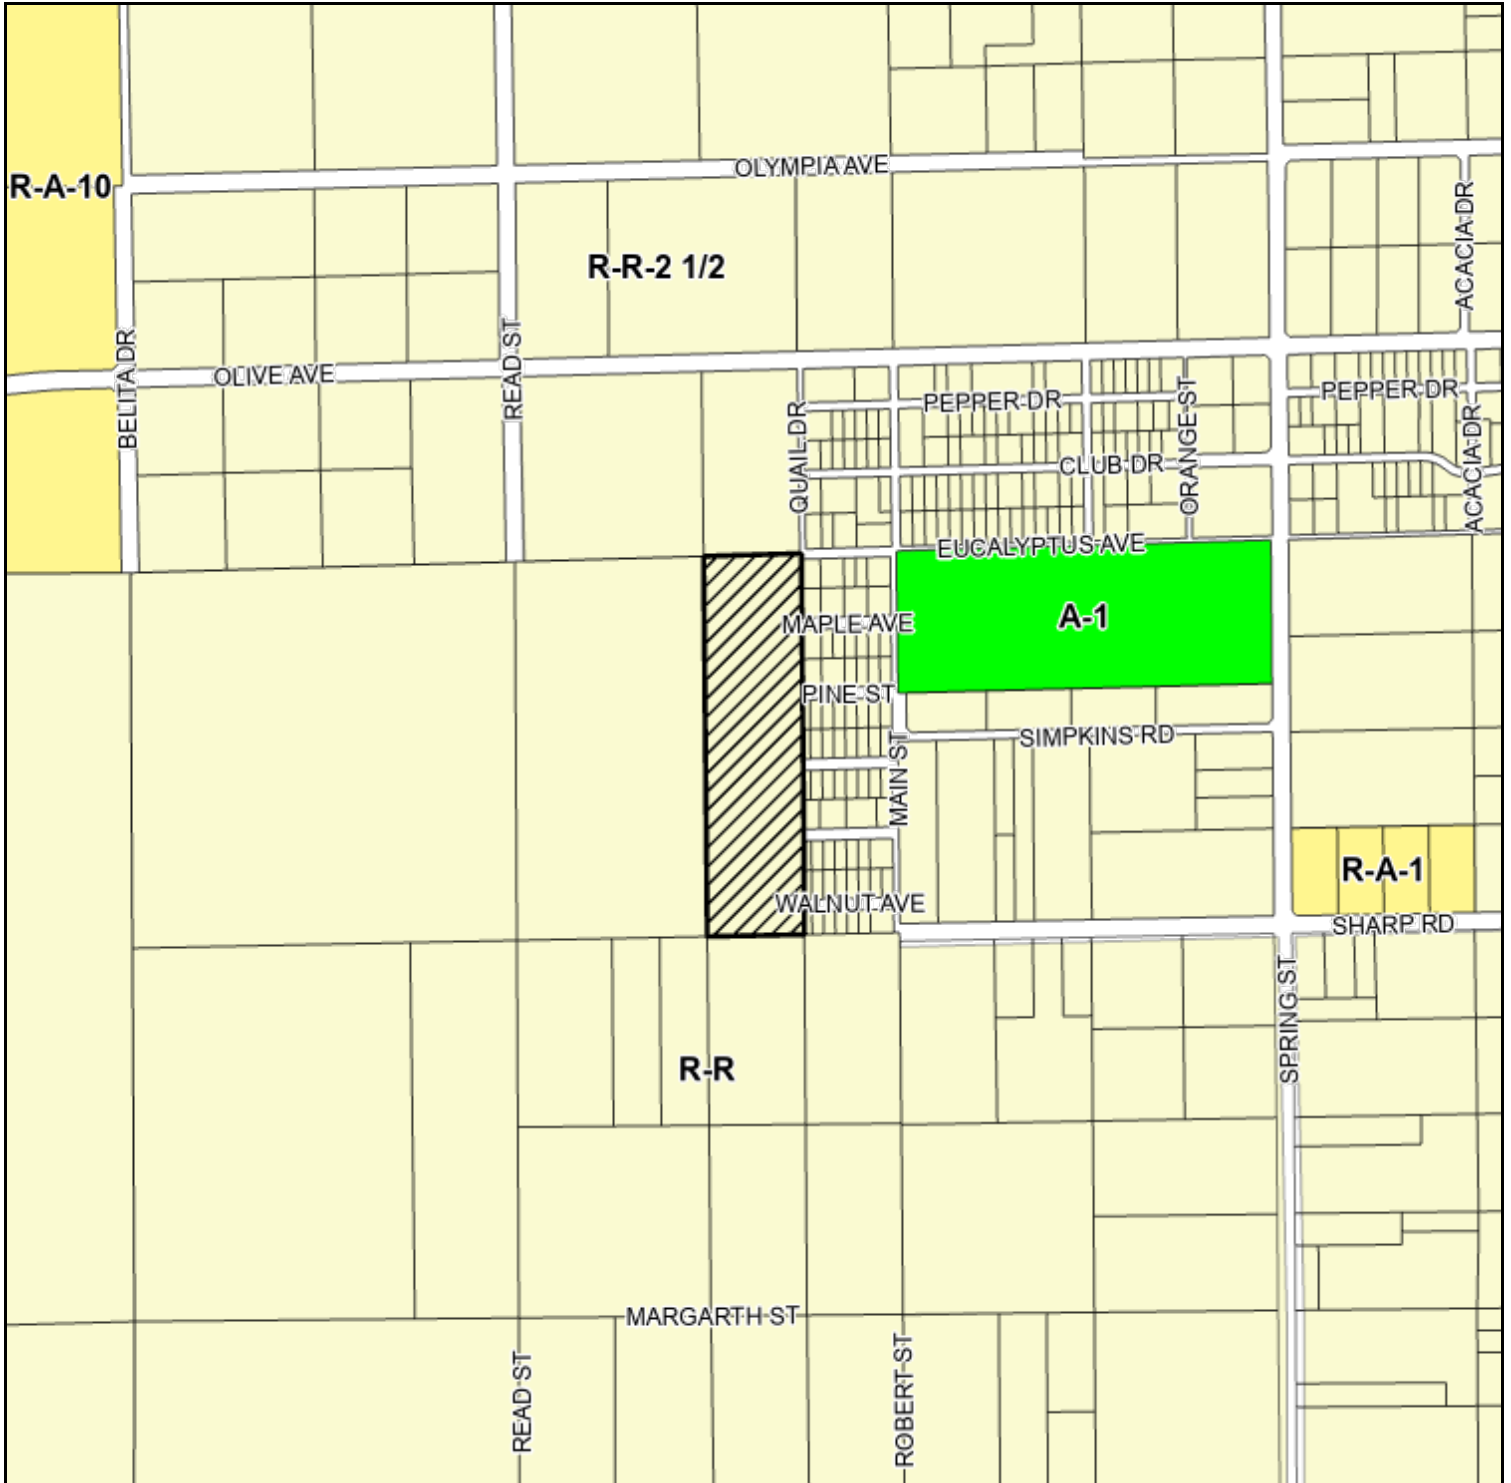 OLYMPIA AVE
R-A-10
ACACIA DR
R-R-2 1/2
BELITA DR
READ ST
OLIVE AVE
PEPPER DR
PEPPER DR
QUAIL DR
ORANGE ST
CLUB DR
ACACIA DR
EUCALYPTUS AVE
A-1
MAPLE AVE
PINE ST
SIMPKINS RD
MAIN ST
R-A-1
WALNUT AVE
SHARP RD
SPRING ST
R-R
MARGARTH ST
READ ST
ROBERT ST